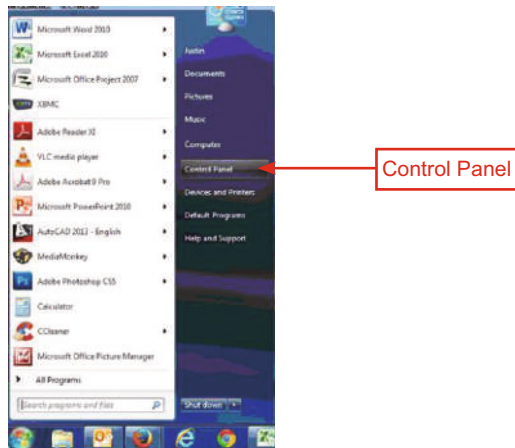 Microsoft Word 2010
Microsoft Excel 2010
Microsoft Office Project 2007
XBMC
Adobe Reader XI
VLC media player
Adobe Acrobat 9 Pro
Microsoft PowerPoint 2010
AutoCAD 2013 - English
MediaMonkey
Adobe Photoshop CS5
Calculator
CCleaner
Microsoft Office Picture Manager
All Programs
Search programs and files
Justin
Documents
Pictures
Music
Computer
Control Panel
Devices and Printers
Default Programs
Help and Support
Shut down
Control Panel